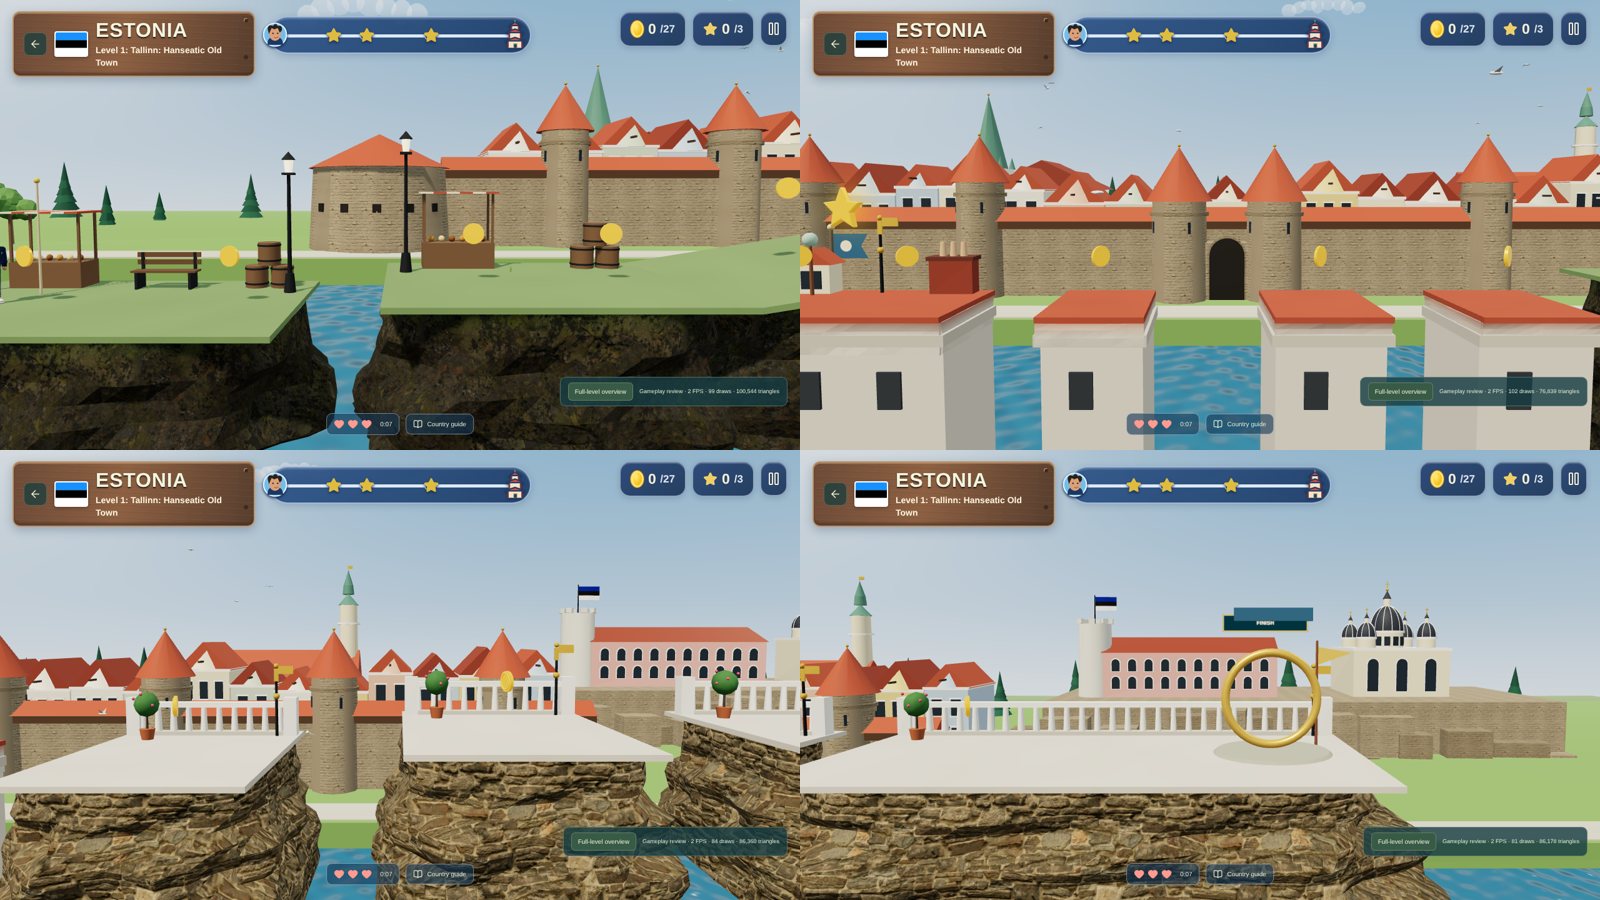 ESTONIA
Level 1: Tallinn: Hanseatic Old
Town
0 /27
0 /3
Full-level overview
Gameplay review · 2 FPS · 99 draws · 100,544 triangles
0:07
Country guide
ESTONIA
Level 1: Tallinn: Hanseatic Old
Town
0 /27
0 /3
Full-level overview
Gameplay review · 2 FPS · 102 draws · 76,839 triangles
0:07
Country guide
ESTONIA
Level 1: Tallinn: Hanseatic Old
Town
0 /27
0 /3
Full-level overview
Gameplay review · 2 FPS · 84 draws · 86,360 triangles
0:07
Country guide
ESTONIA
Level 1: Tallinn: Hanseatic Old
Town
0 /27
0 /3
FINISH
Full-level overview
Gameplay review · 2 FPS · 81 draws · 86,178 triangles
0:07
Country guide